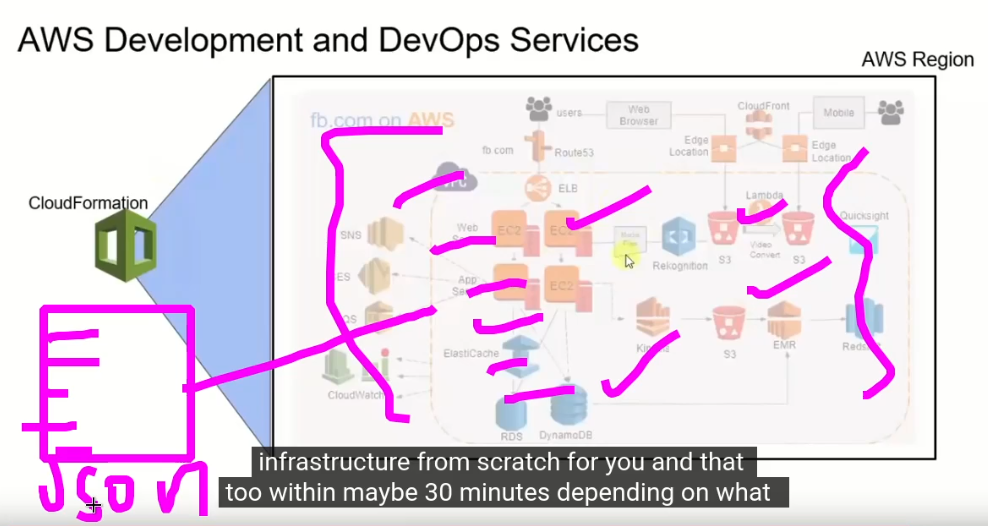 AWS Development and DevOps Services
AWS Region
fb.com on AWS
users
Web Browser
CloudFront
Mobile
fb com
Route53
Edge Location
Edge Location
CloudFormation
ELB
Lambda
Quicksight
SNS
Web
EC2
EC2
Rekognition
S3
Video Convert
S3
ES
App
EC2
EC2
ElastiCache
S3
EMR
CloudWatch
RDS
DynamoDB
Json
infrastructure from scratch for you and that
too within maybe 30 minutes depending on what